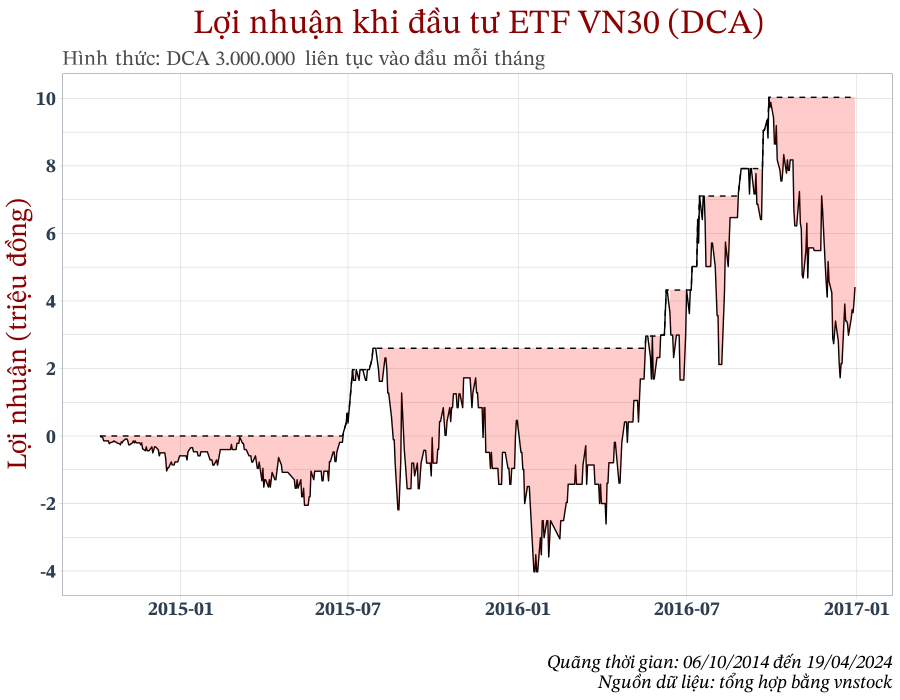 Lợi nhuận khi đầu tư ETF VN30 (DCA)
Hình thức: DCA 3.000.000 liên tục vào đầu mỗi tháng
Lợi nhuận (triệu đồng)
10
8
6
4
2
0
-2
-4
2015-01
2015-07
2016-01
2016-07
2017-01
Quãng thời gian: 06/10/2014 đến 19/04/2024
Nguồn dữ liệu: tổng hợp bằng vnstock